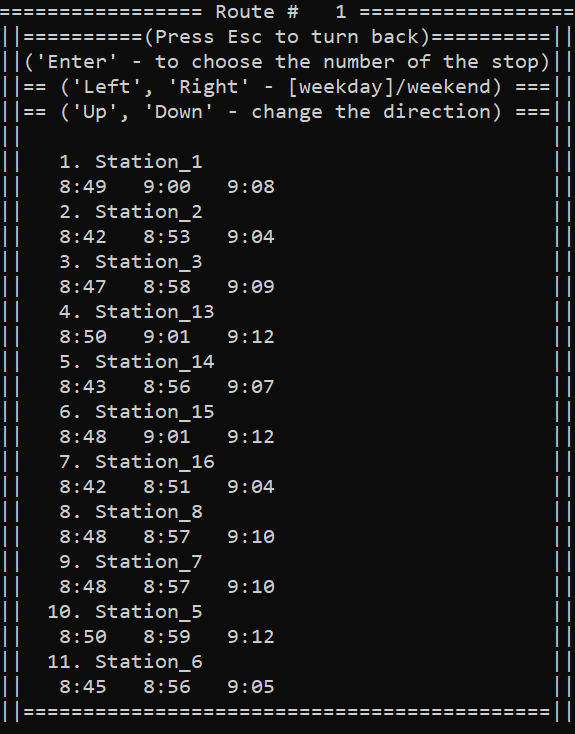 ================= Route #   1 ==================
||==========(Press Esc to turn back)==========||
||('Enter' - to choose the number of the stop)||
||== ('Left', 'Right' - [weekday]/weekend) ===||
||== ('Up', 'Down' - change the direction) ===||
||                                            ||
||   1. Station_1                             ||
||   8:49   9:00   9:08                       ||
||   2. Station_2                             ||
||   8:42   8:53   9:04                       ||
||   3. Station_3                             ||
||   8:47   8:58   9:09                       ||
||   4. Station_13                            ||
||   8:50   9:01   9:12                       ||
||   5. Station_14                            ||
||   8:43   8:56   9:07                       ||
||   6. Station_15                            ||
||   8:48   9:01   9:12                       ||
||   7. Station_16                            ||
||   8:42   8:51   9:04                       ||
||   8. Station_8                             ||
||   8:48   8:57   9:10                       ||
||   9. Station_7                             ||
||   8:48   8:57   9:10                       ||
||  10. Station_5                             ||
||   8:50   8:59   9:12                       ||
||  11. Station_6                             ||
||   8:45   8:56   9:05                       ||
||============================================||